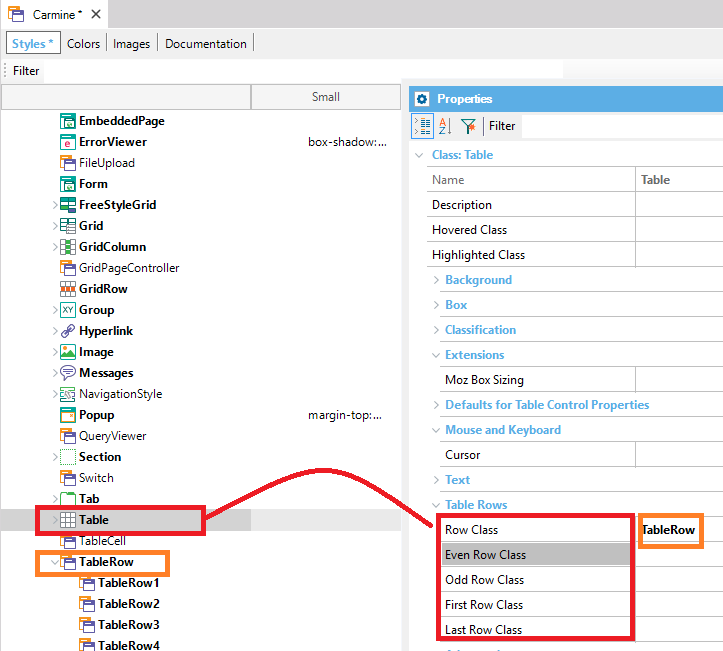 Carmine *
Styles * Colors Images Documentation
Filter
Small
EmbeddedPage
ErrorViewer box-shadow:...
FileUpload
Form
FreeStyleGrid
Grid
GridColumn
GridPageController
GridRow
Group
Hyperlink
Image
Messages
NavigationStyle
Popup margin-top:...
QueryViewer
Section
Switch
Tab
Table
TableCell
TableRow
TableRow1
TableRow2
TableRow3
TableRow4
Properties
Filter
Class: Table
Name Table
Description
Hovered Class
Highlighted Class
Background
Box
Classification
Extensions
Moz Box Sizing
Defaults for Table Control Properties
Mouse and Keyboard
Cursor
Text
Table Rows
Row Class TableRow
Even Row Class
Odd Row Class
First Row Class
Last Row Class